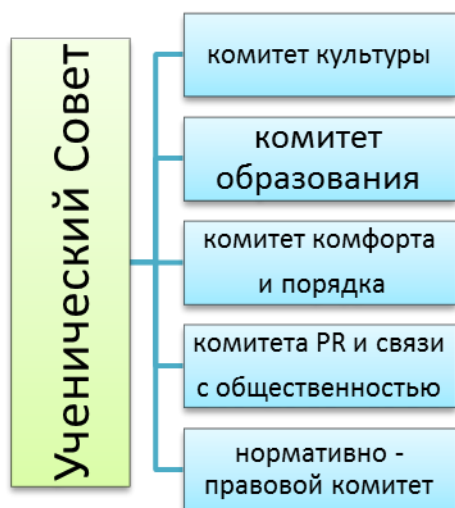 Ученический Совет
комитет культуры
комитет
образования
комитет комфорта
и порядка
комитета PR и связи
с общественностью
нормативно -
правовой комитет